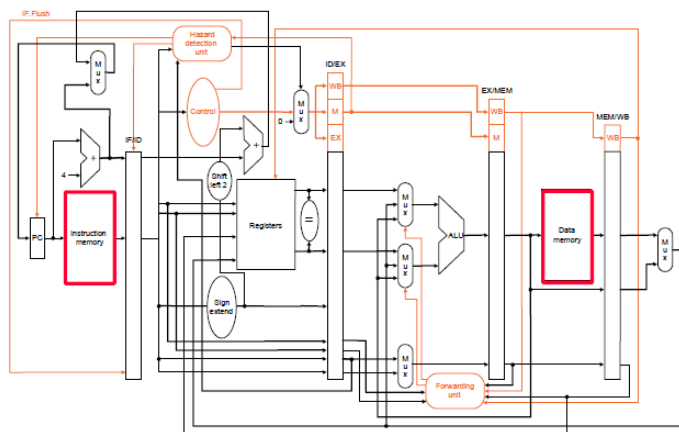 IF.Flush
Hazard
detection
unit
M
u
x
ID/EX
WB
EX/MEM
Control
M
u
x
M
WB
MEM/WB
0
IF/ID
EX
M
WB
+
4
+
Shift
left 2
PC
Instruction
memory
Registers
=
M
u
x
ALU
Data
memory
M
u
x
M
u
x
Sign
extend
M
u
x
Forwarding
unit